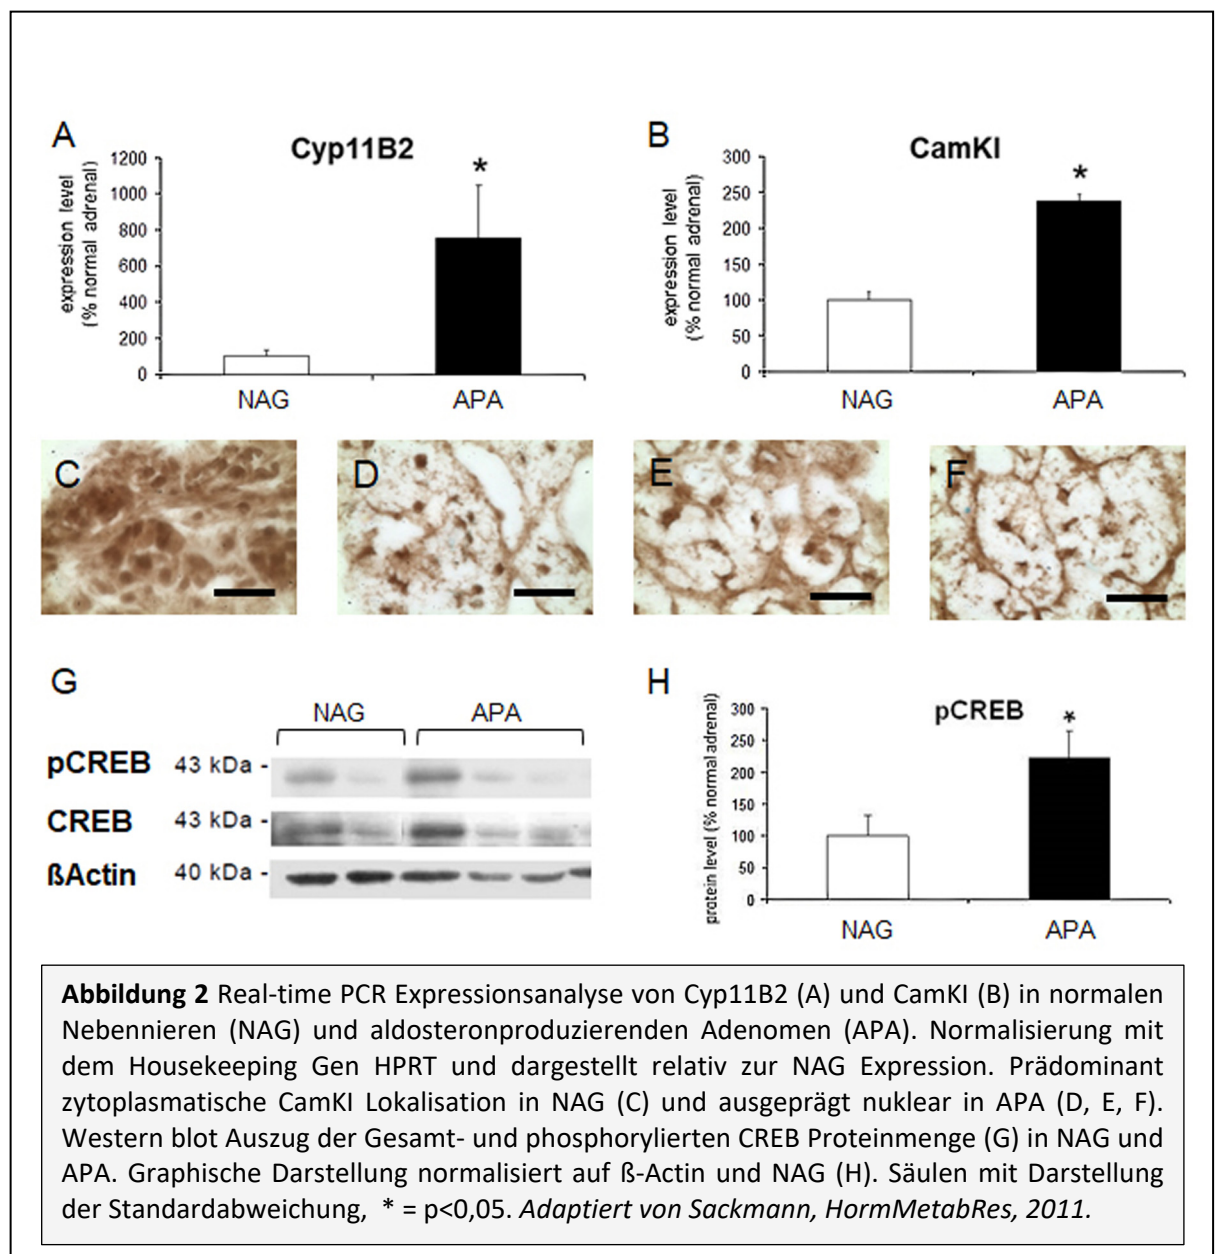 A
Cyp11B2
expression level
(% normal adrenal)
1200
1000
800
600
400
200
0
*
NAG
APA
B
CamKI
expression level
(% normal adrenal)
300
250
200
150
100
50
0
*
NAG
APA
C
D
E
F
G
NAG
APA
pCREB
43 kDa -
CREB
43 kDa -
ßActin
40 kDa -
H
pCREB
protein level (% normal adrenal)
300
250
200
150
100
50
0
*
NAG
APA
Abbildung 2 Real-time PCR Expressionsanalyse von Cyp11B2 (A) und CamKI (B) in normalen
Nebennieren (NAG) und aldosteronproduzierenden Adenomen (APA). Normalisierung mit
dem Housekeeping Gen HPRT und dargestellt relativ zur NAG Expression. Prädominant
zytoplasmatische CamKI Lokalisation in NAG (C) und ausgeprägt nuklear in APA (D, E, F).
Western blot Auszug der Gesamt- und phosphorylierten CREB Proteinmenge (G) in NAG und
APA. Graphische Darstellung normalisiert auf ß-Actin und NAG (H). Säulen mit Darstellung
der Standardabweichung, * = p<0,05. Adaptiert von Sackmann, HormMetabRes, 2011.